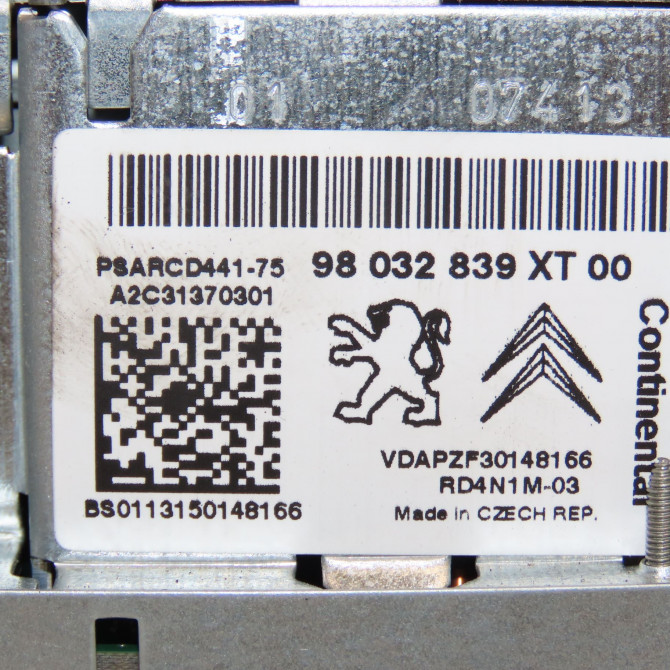 01 07413
PSARCD441-75
98 032 839 XT 00
A2C31370301
Continental
VDAPZF30148166
RD4N1M-03
BS0113150148166
Made in CZECH REP.